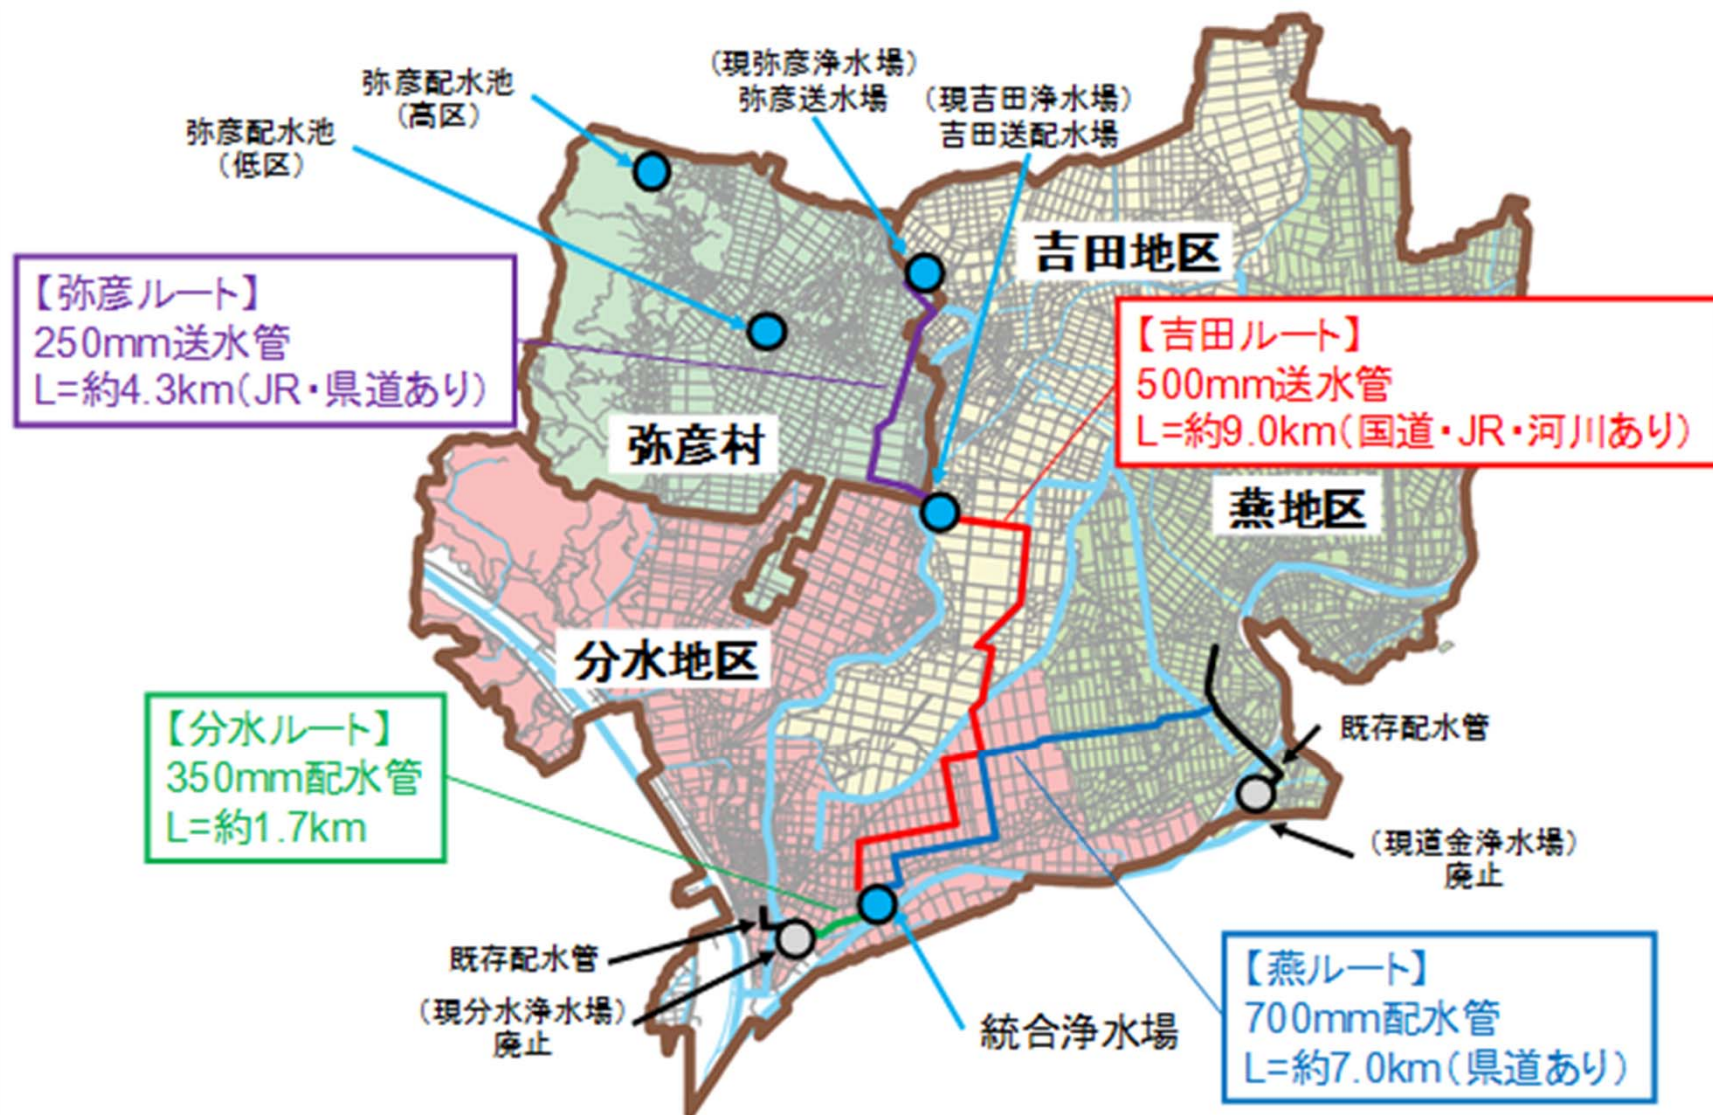 (現弥彦浄水場)
弥彦送水場
弥彦配水池
(高区)
(現吉田浄水場)
吉田送配水場
弥彦配水池
(低区)
吉田地区
【弥彦ルート】
250mm送水管
L=約4.3km(JR・県道あり)
【吉田ルート】
500mm送水管
L=約9.0km(国道・JR・河川あり)
弥彦村
燕地区
分水地区
【分水ルート】
350mm配水管
L=約1.7km
既存配水管
(現道金浄水場)
廃止
既存配水管
(現分水浄水場)
廃止
統合浄水場
【燕ルート】
700mm配水管
L=約7.0km(県道あり)